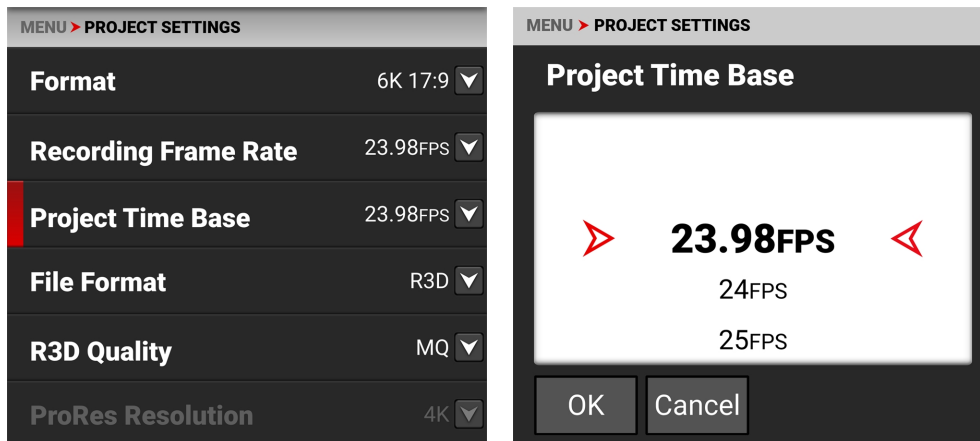 MENU ➤ PROJECT SETTINGS
Format 6K 17:9
Recording Frame Rate 23.98FPS
Project Time Base 23.98FPS
File Format R3D
R3D Quality MQ
ProRes Resolution 4K
MENU ➤ PROJECT SETTINGS
Project Time Base
23.98FPS
24FPS
25FPS
OK Cancel